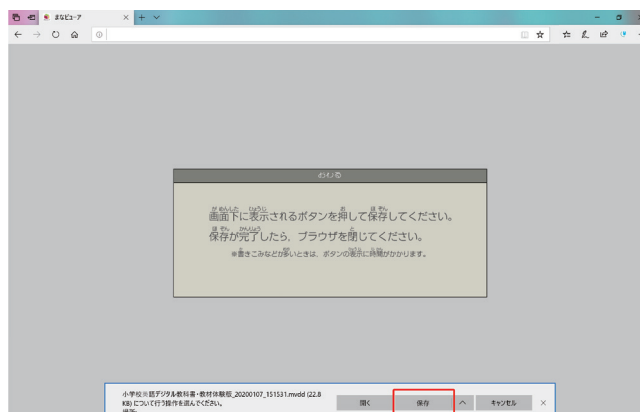 まなビューア
おわる
画面下に表示されるボタンを押して保存してください。
保存が完了したら、ブラウザを閉じてください。
※書きこみなどが多いときは、ボタンの表示に時間がかかります。
小学校国語デジタル教科書・教材体験版_20200107_151531.mvdd (22.8
KB) について行う操作を選んでください。
開く 保存 キャンセル